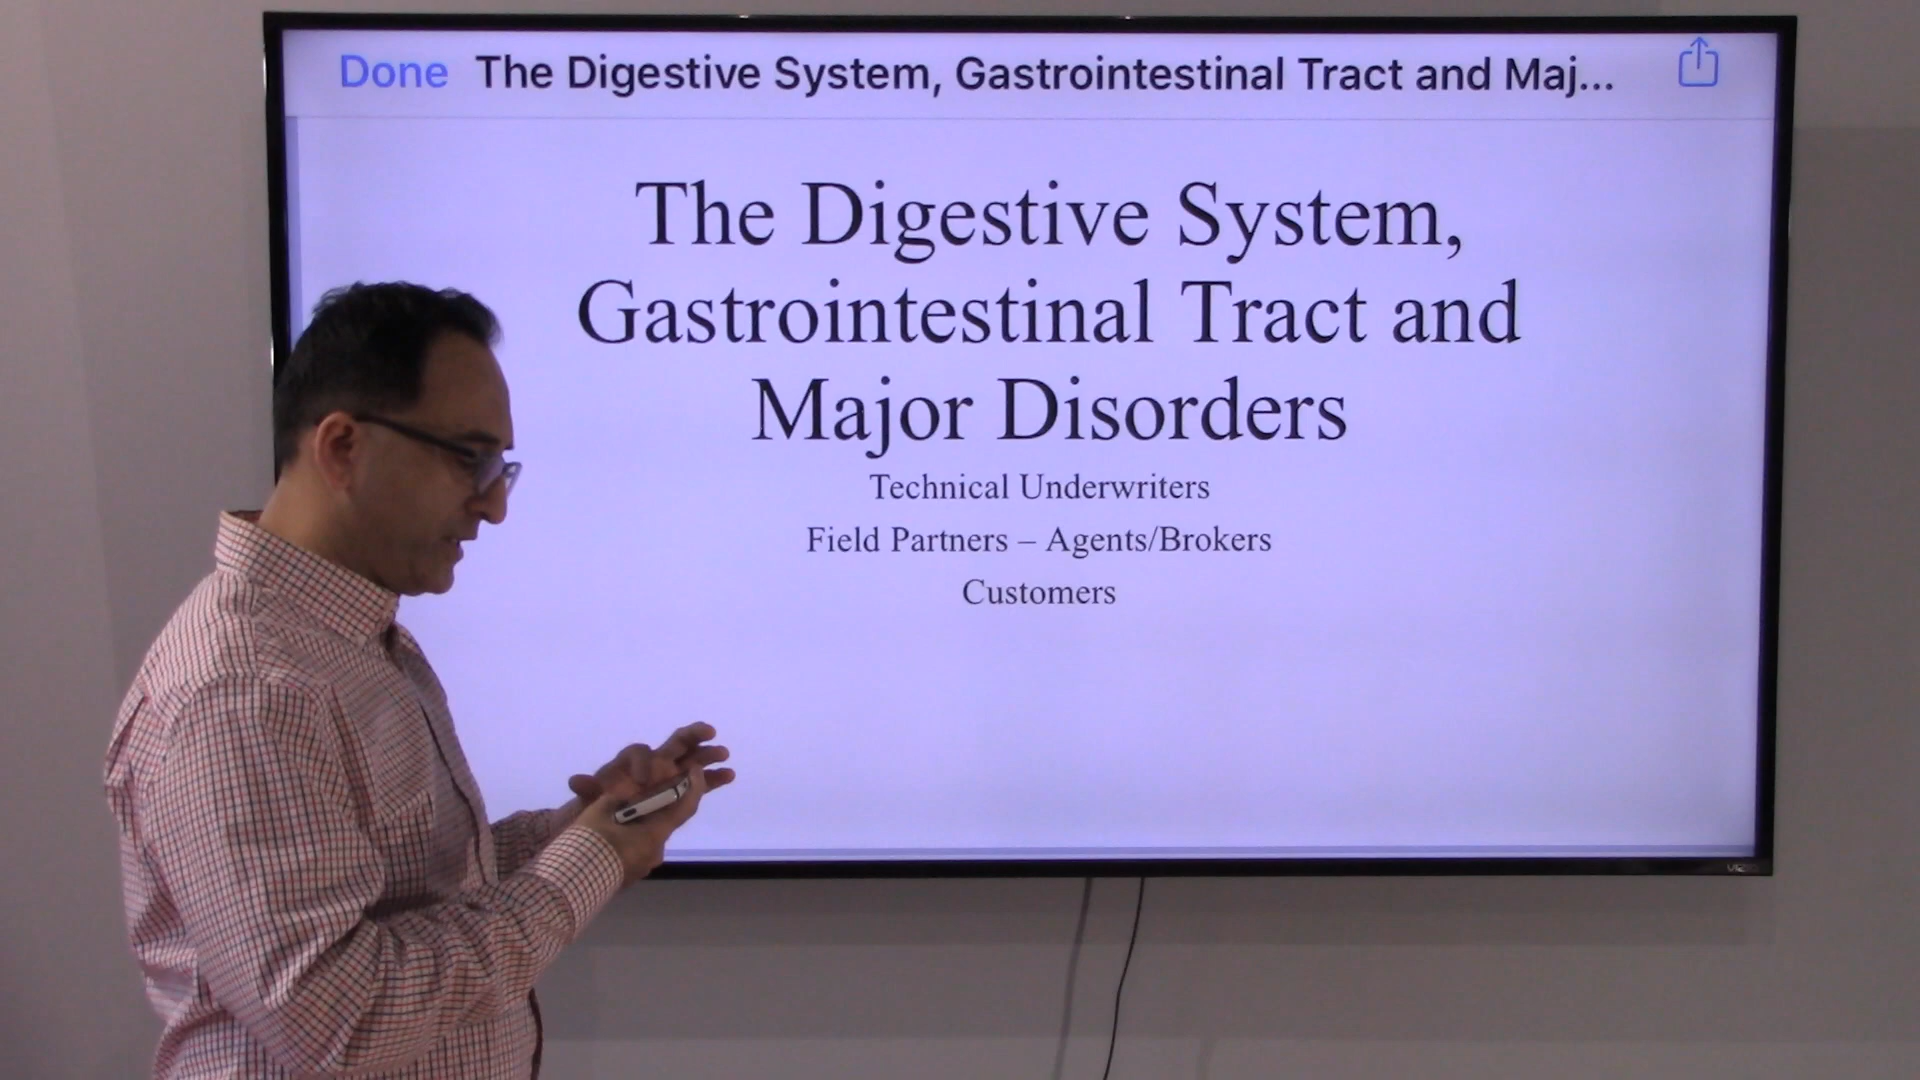 Done The Digestive System, Gastrointestinal Tract and Maj...
The Digestive System,
Gastrointestinal Tract and
Major Disorders
Technical Underwriters
Field Partners – Agents/Brokers
Customers
VIZIO